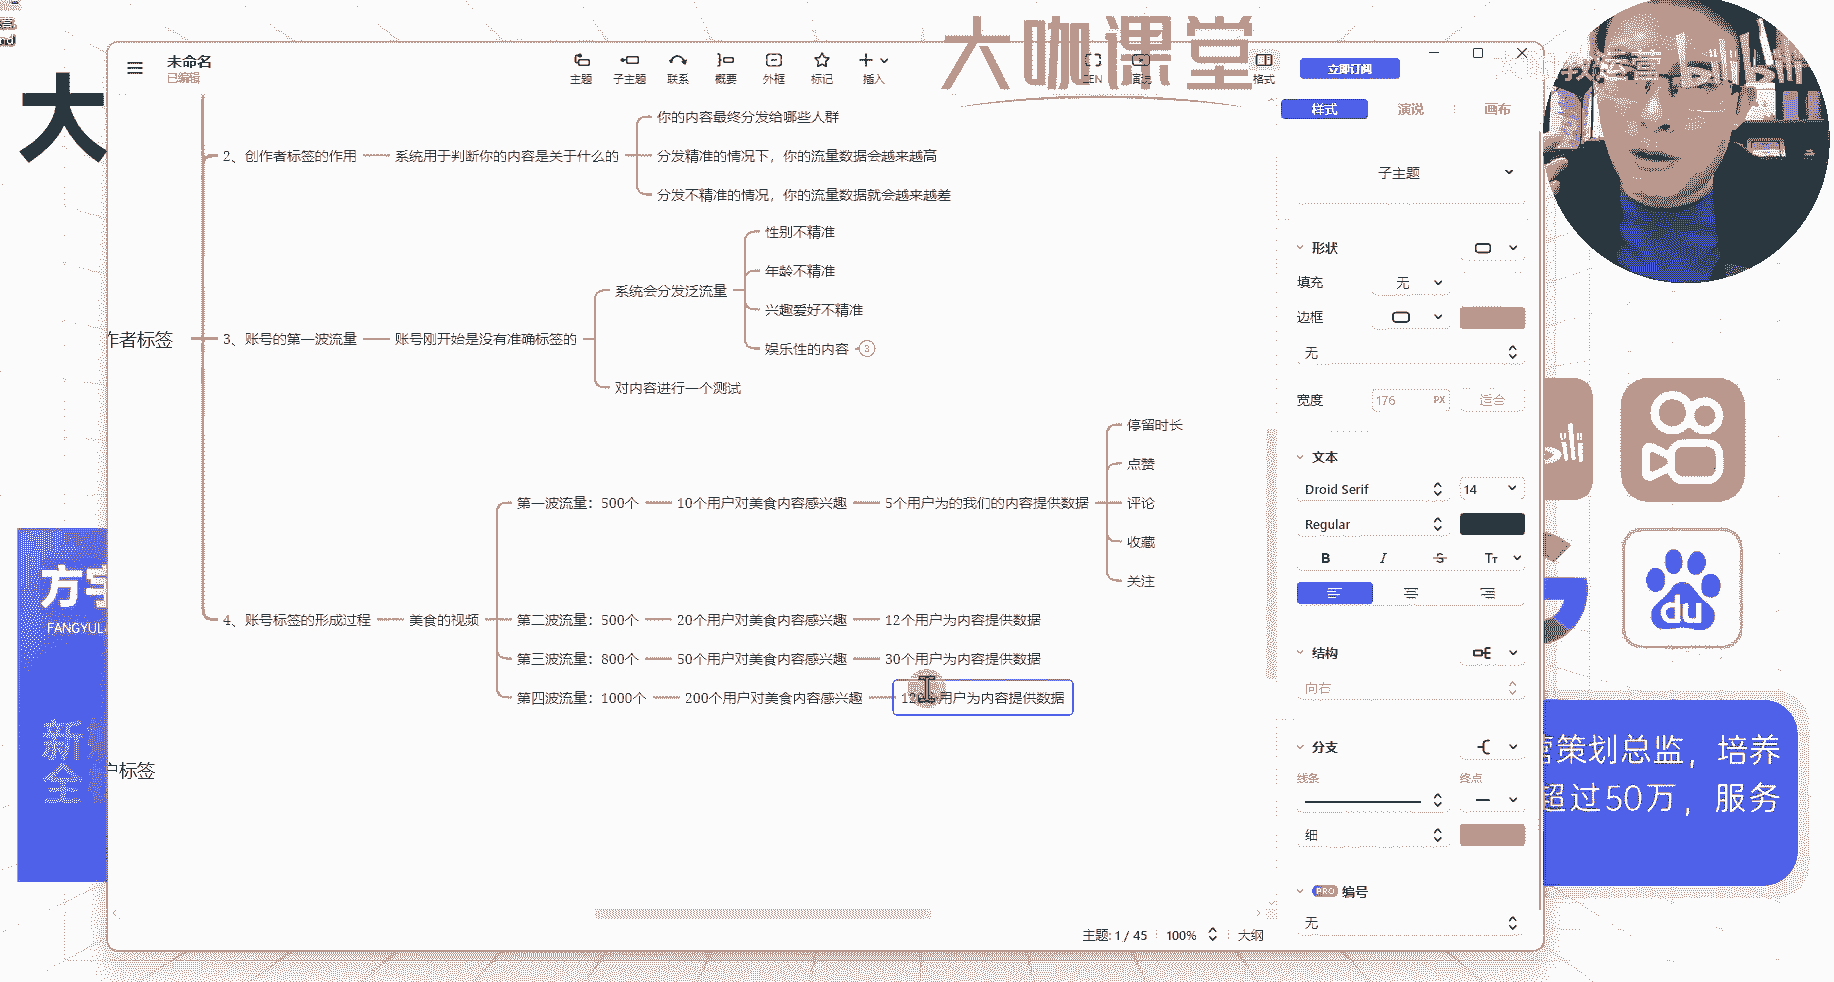 大咖课堂
未命名
已编辑
主题
子主题
联系
概要
外框
标记
插入
ZEN
演说
格式
立即订阅
bilibili
大
样式
演说
画布
你的内容最终分发给哪些人群
2、创作者标签的作用
系统用于判断你的内容是关于什么的
分发精准的情况下，你的流量数据会越来越高
分发不精准的情况，你的流量数据就会越来越差
子主题
性别不精准
年龄不精准
系统会分发泛流量
兴趣爱好不精准
娱乐性的内容
3
作者标签
3、账号的第一波流量
账号刚开始是没有准确标签的
对内容进行一个测试
形状
填充
无
边框
无
宽度
176
PX
适合
停留时长
点赞
第一波流量：500个
10个用户对美食内容感兴趣
5个用户为的我们的内容提供数据
评论
收藏
关注
4、账号标签的形成过程
美食的视频
第二波流量：500个
20个用户对美食内容感兴趣
12个用户为内容提供数据
第三波流量：800个
50个用户对美食内容感兴趣
30个用户为内容提供数据
第四波流量：1000个
200个用户对美食内容感兴趣
用户为内容提供数据
户标签
文本
Droid Serif
14
Regular
B
I
S
Tт
结构
向右
分支
线条
终点
细
PRO
编号
无
主题: 1 / 45
100%
大纲
方宇
FANGYU
新
全
du
营策划总监，培养
超过50万，服务